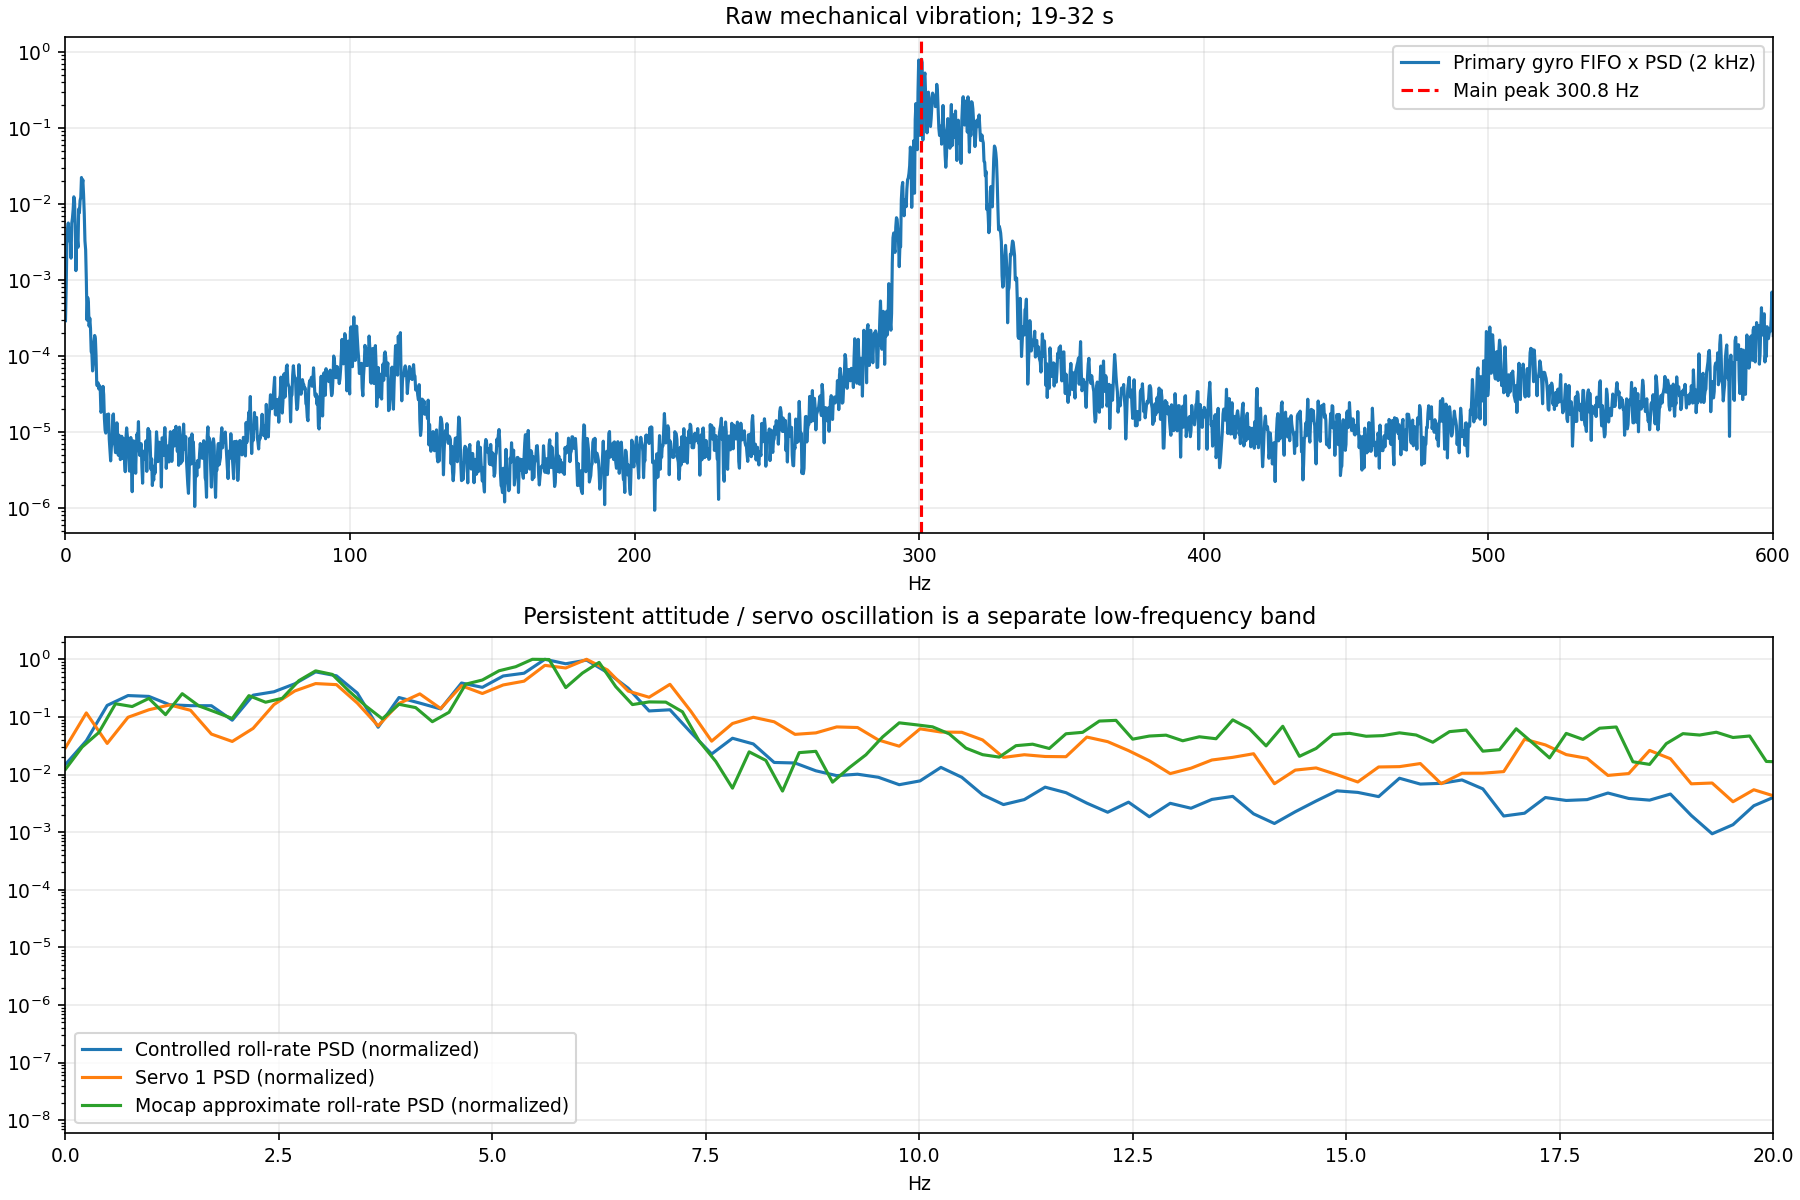 Raw mechanical vibration; 19-32 s
10⁰
10⁻¹
10⁻²
10⁻³
10⁻⁴
10⁻⁵
10⁻⁶
Primary gyro FIFO x PSD (2 kHz)
Main peak 300.8 Hz
0 100 200 300 400 500 600
Hz
Persistent attitude / servo oscillation is a separate low-frequency band
10⁰
10⁻¹
10⁻²
10⁻³
10⁻⁴
10⁻⁵
10⁻⁶
10⁻⁷
10⁻⁸
Controlled roll-rate PSD (normalized)
Servo 1 PSD (normalized)
Mocap approximate roll-rate PSD (normalized)
0.0 2.5 5.0 7.5 10.0 12.5 15.0 17.5 20.0
Hz